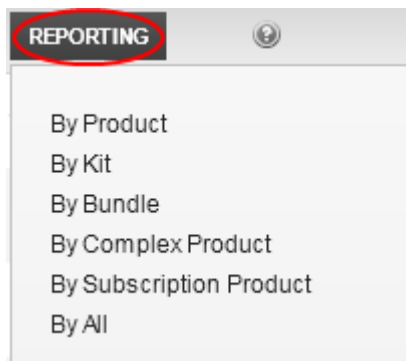 REPORTING ?
By Product
By Kit
By Bundle
By Complex Product
By Subscription Product
By All